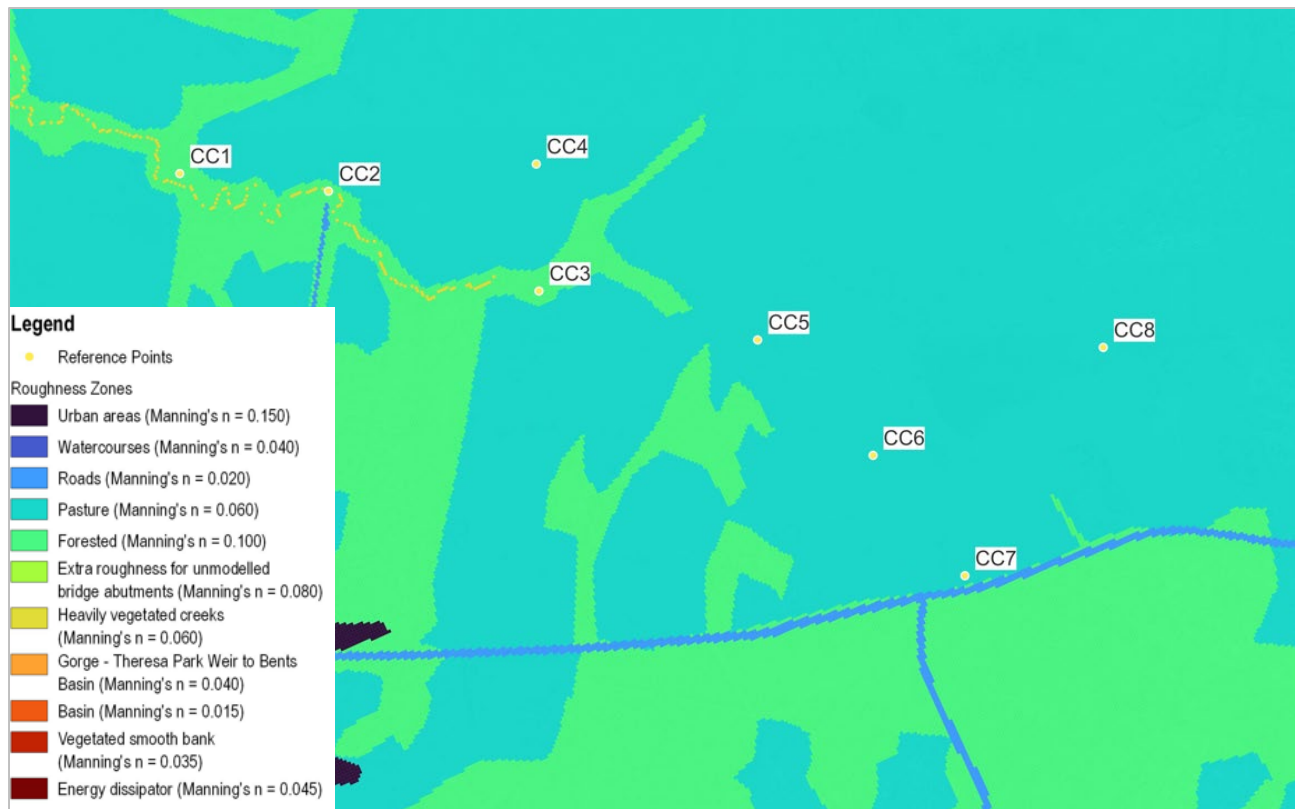 CC1
CC4
CC2
CC3
CC5
CC8
CC6
CC7
Legend
Reference Points
Roughness Zones
Urban areas (Manning's n = 0.150)
Watercourses (Manning's n = 0.040)
Roads (Manning's n = 0.020)
Pasture (Manning's n = 0.060)
Forested (Manning's n = 0.100)
Extra roughness for unmodelled
bridge abutments (Manning's n = 0.080)
Heavily vegetated creeks
(Manning's n = 0.060)
Gorge - Theresa Park Weir to Bents
Basin (Manning's n = 0.040)
Basin (Manning's n = 0.015)
Vegetated smooth bank
(Manning's n = 0.035)
Energy dissipator (Manning's n = 0.045)